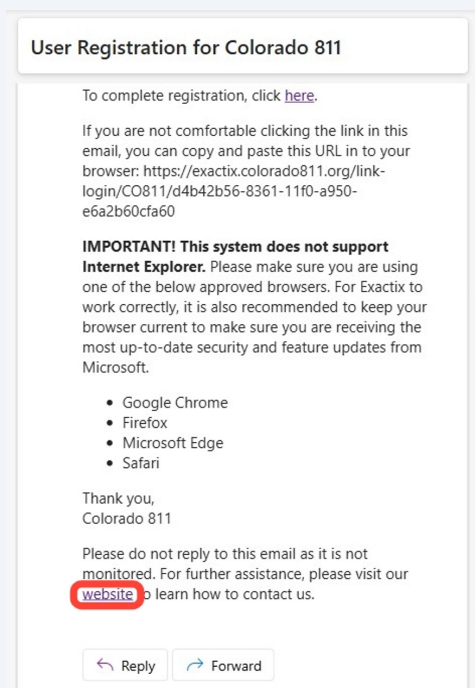 User Registration for Colorado 811
To complete registration, click here.
If you are not comfortable clicking the link in this
email, you can copy and paste this URL in to your
browser: https://exactix.colorado811.org/link-
login/CO811/d4b42b56-8361-11f0-a950-
e6a2b60cfa60
IMPORTANT! This system does not support
Internet Explorer. Please make sure you are using
one of the below approved browsers. For Exactix to
work correctly, it is also recommended to keep your
browser current to make sure you are receiving the
most up-to-date security and feature updates from
Microsoft.
• Google Chrome
• Firefox
• Microsoft Edge
• Safari
Thank you,
Colorado 811
Please do not reply to this email as it is not
monitored. For further assistance, please visit our
website to learn how to contact us.
Reply Forward